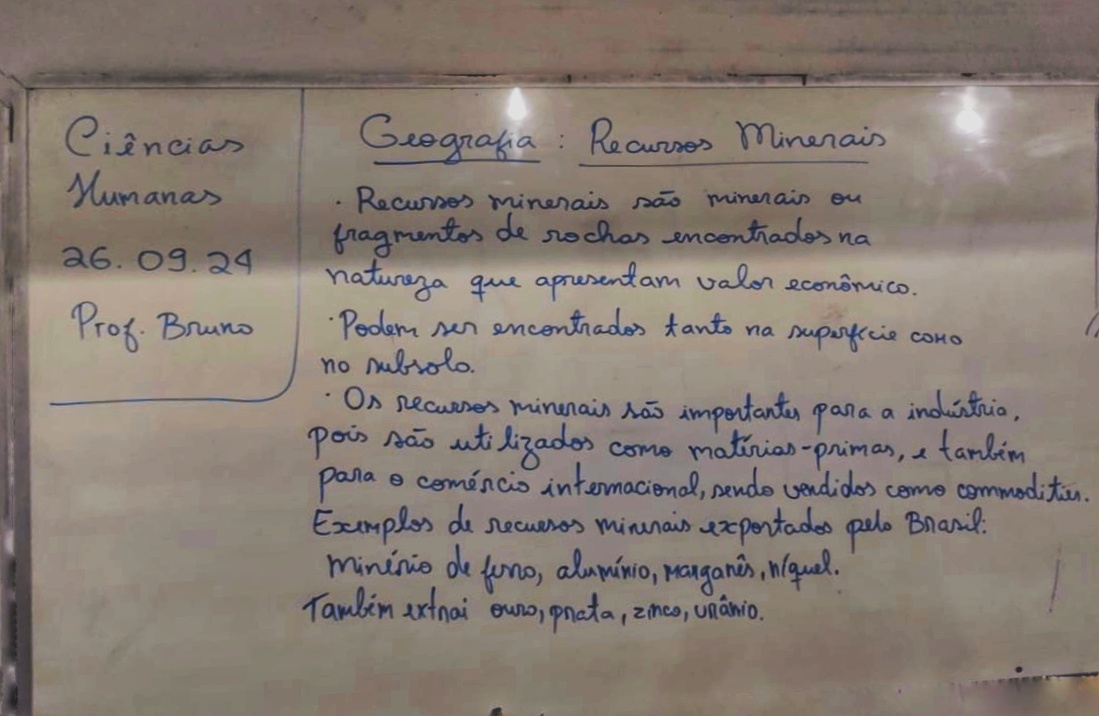 Ciências
Humanas
26.09.24
Prof. Bruno
Geografia: Recursos Minerais
· Recursos minerais são minerais ou
fragmentos de rochas encontrados na
natureza que apresentam valor econômico.
· Podem ser encontrados tanto na superfície como
no subsolo.
· Os recursos minerais são importantes para a indústria,
pois são utilizados como matérias-primas, e também
para o comércio internacional, sendo vendidos como commodities.
Exemplos de recursos minerais exportados pelo Brasil:
minério de ferro, alumínio, manganês, níquel.
Também extrai ouro, prata, zinco, urânio.